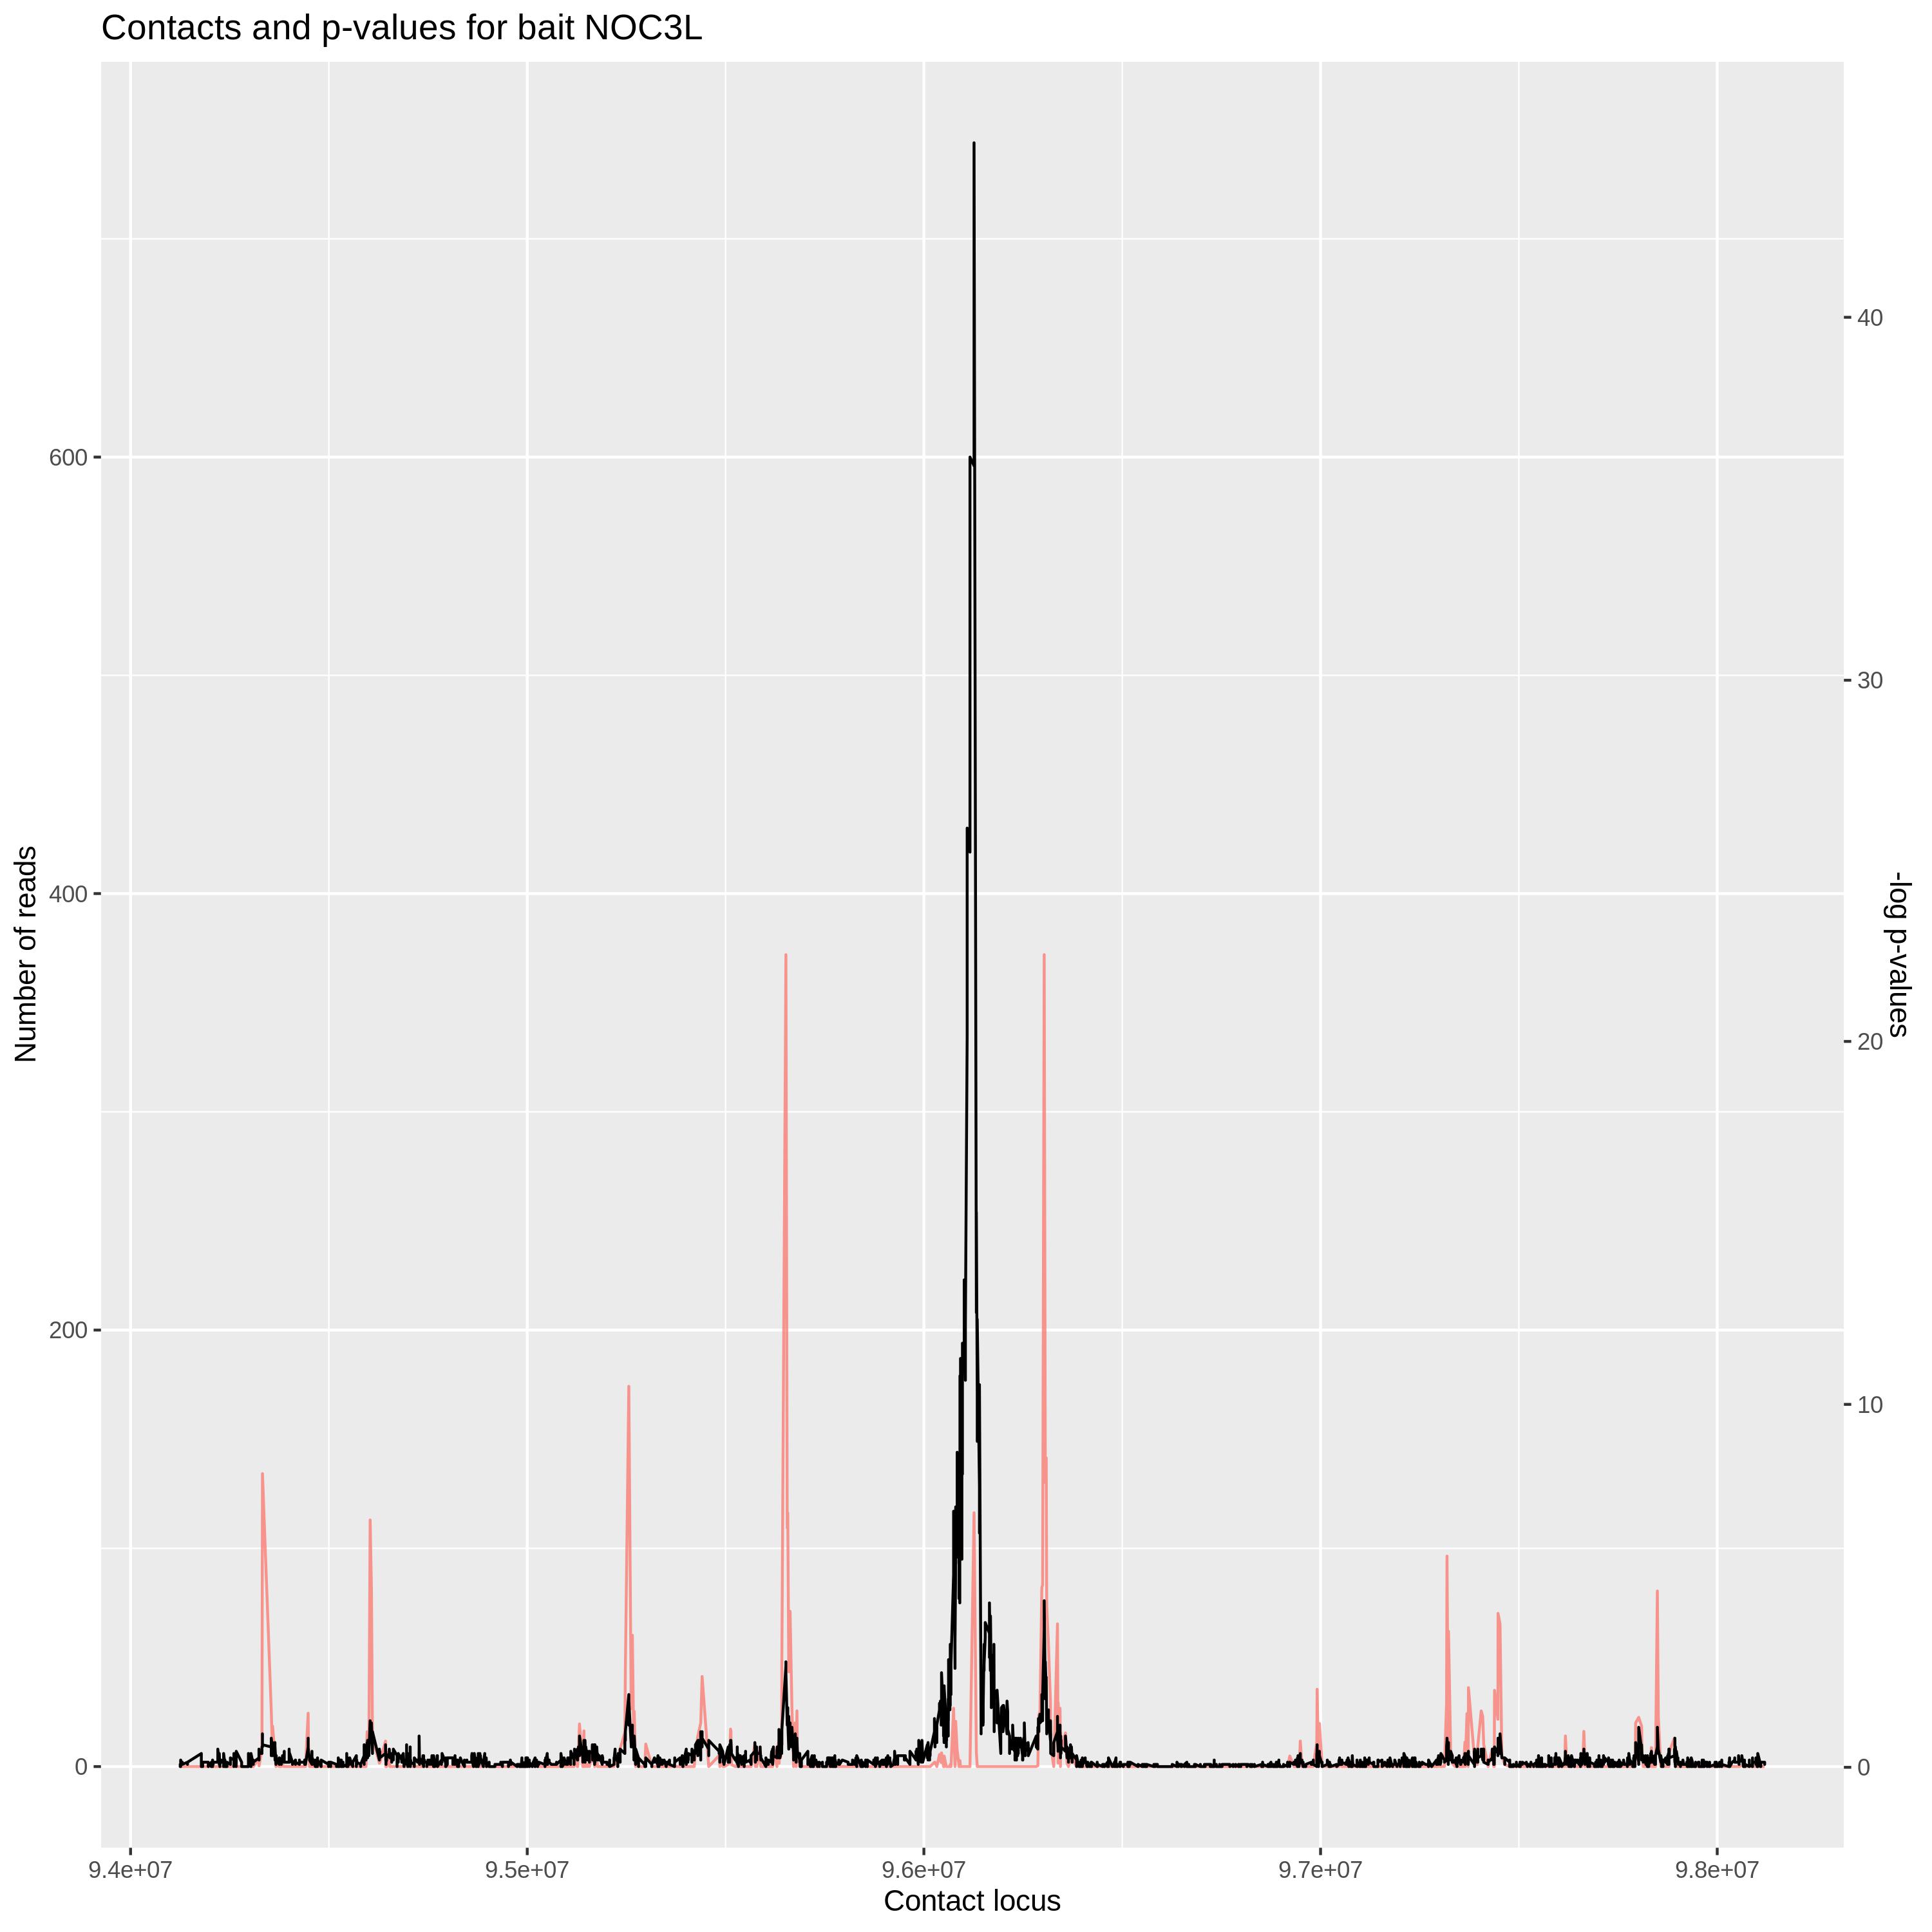 Contacts and p-values for bait NOC3L
Number of reads
600
400
200
0
40
30
20
10
0
-log p-values
9.4e+07 9.5e+07 9.6e+07 9.7e+07 9.8e+07
Contact locus